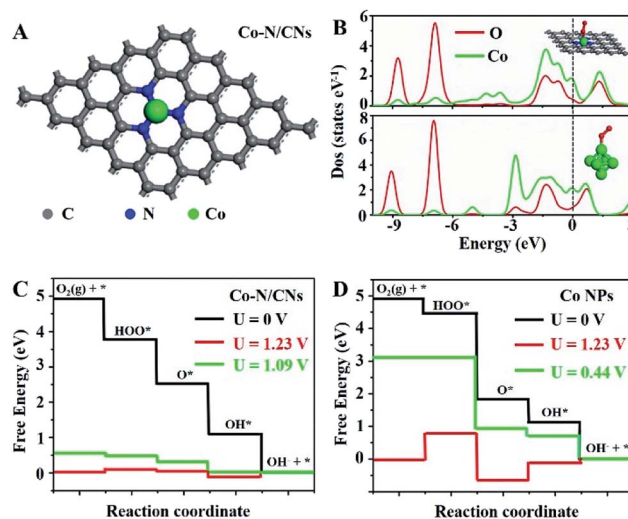 A
Co-N/CNs
C
N
Co
B
O
Co
Dos (states eV⁻¹)
6
4
2
0
6
4
2
0
-9
-6
-3
0
3
Energy (eV)
C
Co-N/CNs
U = 0 V
U = 1.23 V
U = 1.09 V
O₂(g) + *
HOO*
O*
OH*
OH⁻ + *
Free Energy (eV)
5
4
3
2
1
0
Reaction coordinate
D
Co NPs
U = 0 V
U = 1.23 V
U = 0.44 V
O₂(g) + *
HOO*
O*
OH*
OH⁻ + *
Free Energy (eV)
5
4
3
2
1
0
-1
Reaction coordinate